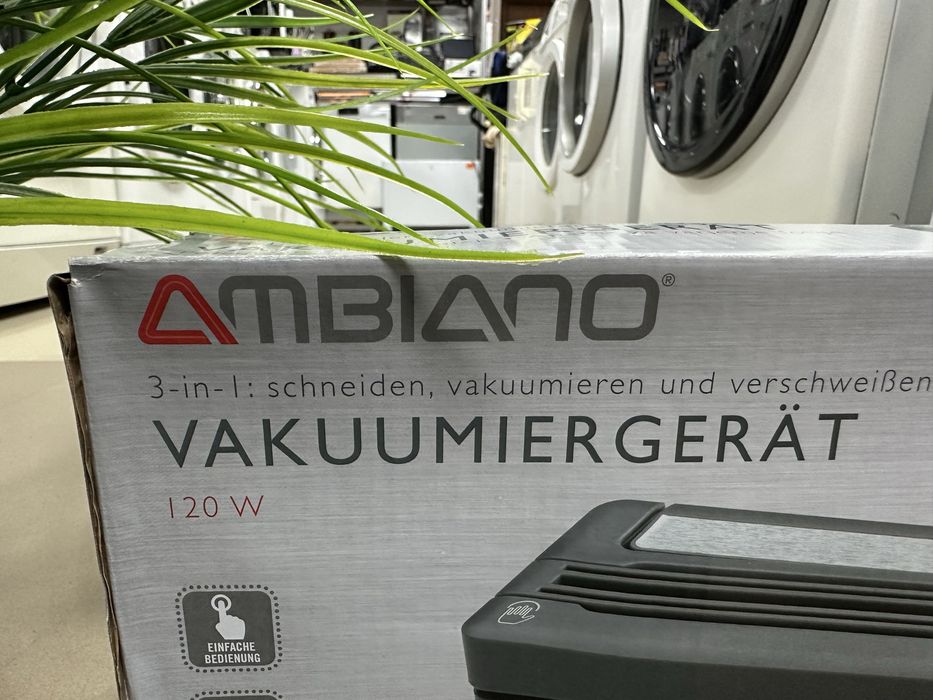 AMBIANO®
3-in-1: schneiden, vakuumieren und verschweißen
VAKUUMIERGERÄT
120 W
EINFACHE
BEDIENUNG